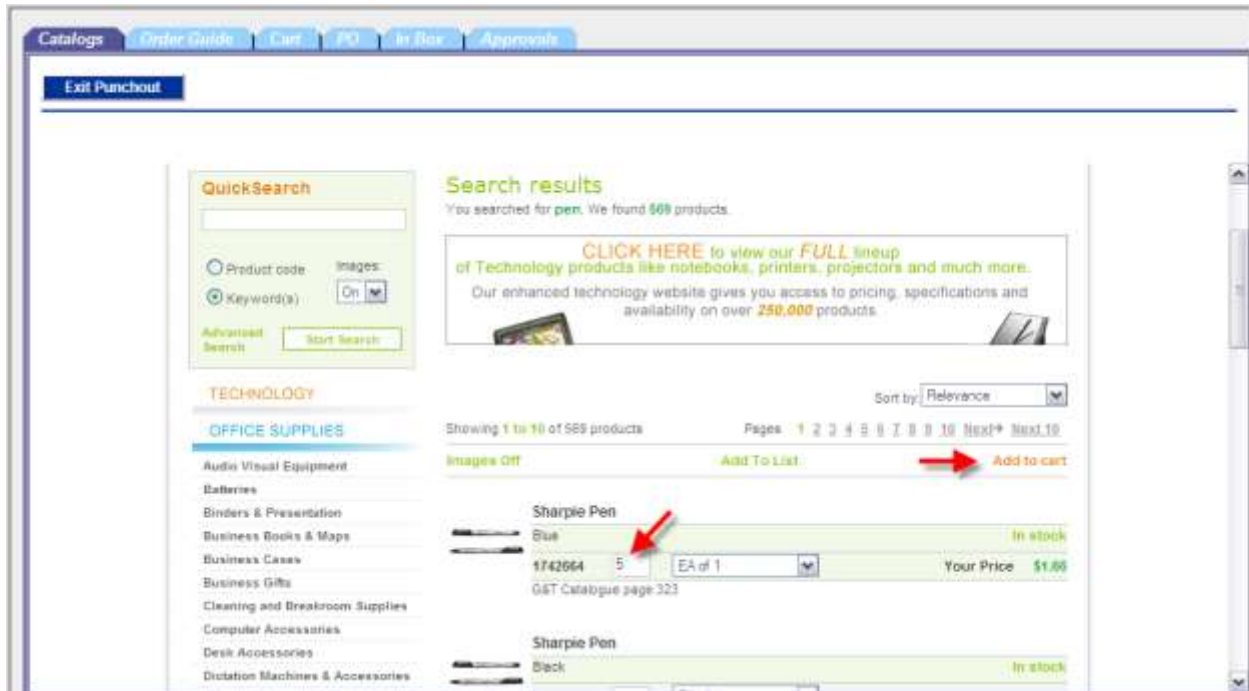 Catalogs Order Guide Cart PO In Box Approvals
Exit Punchout
QuickSearch
Product code
Keyword(s)
Images:
On
Advanced
Search
Start Search
TECHNOLOGY
OFFICE SUPPLIES
Audio Visual Equipment
Batteries
Binders & Presentation
Business Books & Maps
Business Cases
Business Gifts
Cleaning and Breakroom Supplies
Computer Accessories
Desk Accessories
Dictation Machines & Accessories
Search results
You searched for pen. We found 569 products.
CLICK HERE to view our FULL lineup
of Technology products like notebooks, printers, projectors and much more.
Our enhanced technology website gives you access to pricing, specifications and
availability on over 250,000 products.
Sort by: Relevance
Showing 1 to 10 of 569 products Pages 1 2 3 4 5 6 7 8 9 10 Next Next 10
Images Off Add To List Add to cart
Sharpie Pen
Blue In stock
1742664 5 EA of 1 Your Price $1.66
G&T Catalogue page 323
Sharpie Pen
Black In stock